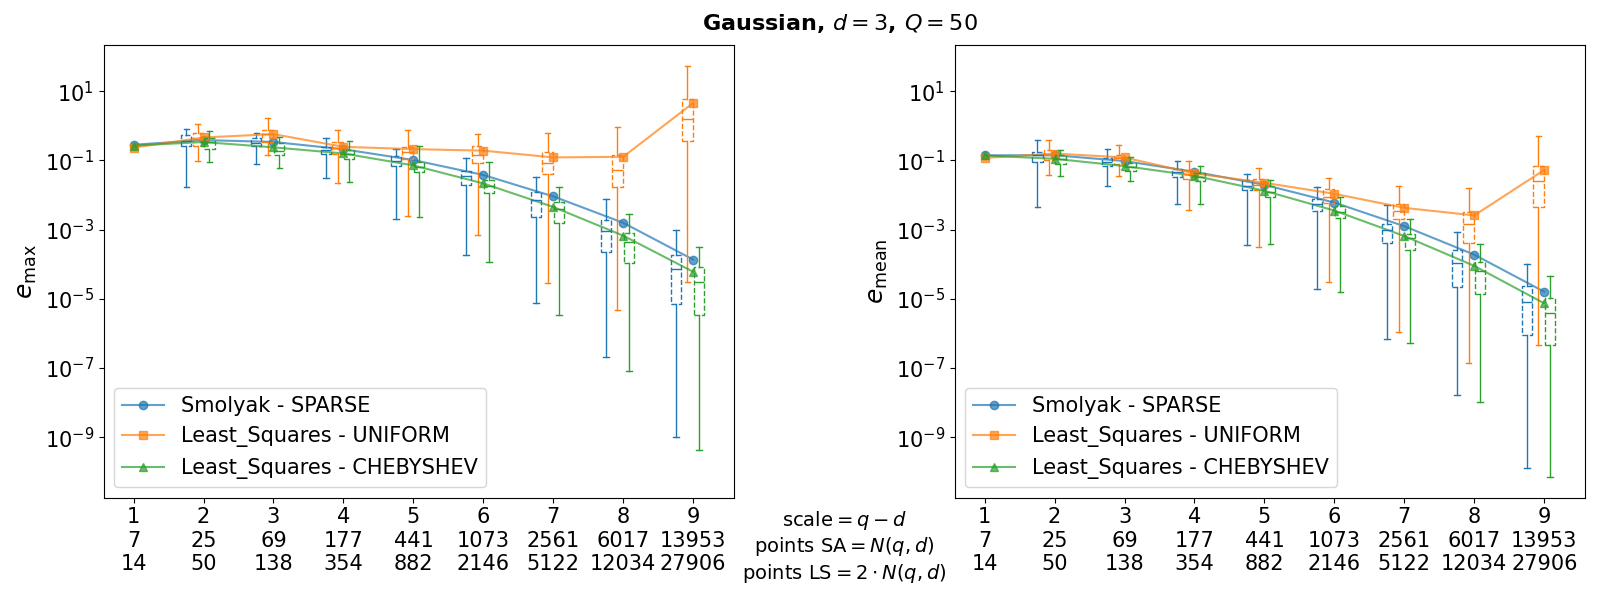 Gaussian, d = 3, Q = 50
e_max
10^1
10^-1
10^-3
10^-5
10^-7
10^-9
Smolyak - SPARSE
Least_Squares - UNIFORM
Least_Squares - CHEBYSHEV
1 2 3 4 5 6 7 8 9
7 25 69 177 441 1073 2561 6017 13953
14 50 138 354 882 2146 5122 12034 27906
scale = q − d
points SA = N(q, d)
points LS = 2 · N(q, d)
e_mean
10^1
10^-1
10^-3
10^-5
10^-7
10^-9
Smolyak - SPARSE
Least_Squares - UNIFORM
Least_Squares - CHEBYSHEV
1 2 3 4 5 6 7 8 9
7 25 69 177 441 1073 2561 6017 13953
14 50 138 354 882 2146 5122 12034 27906